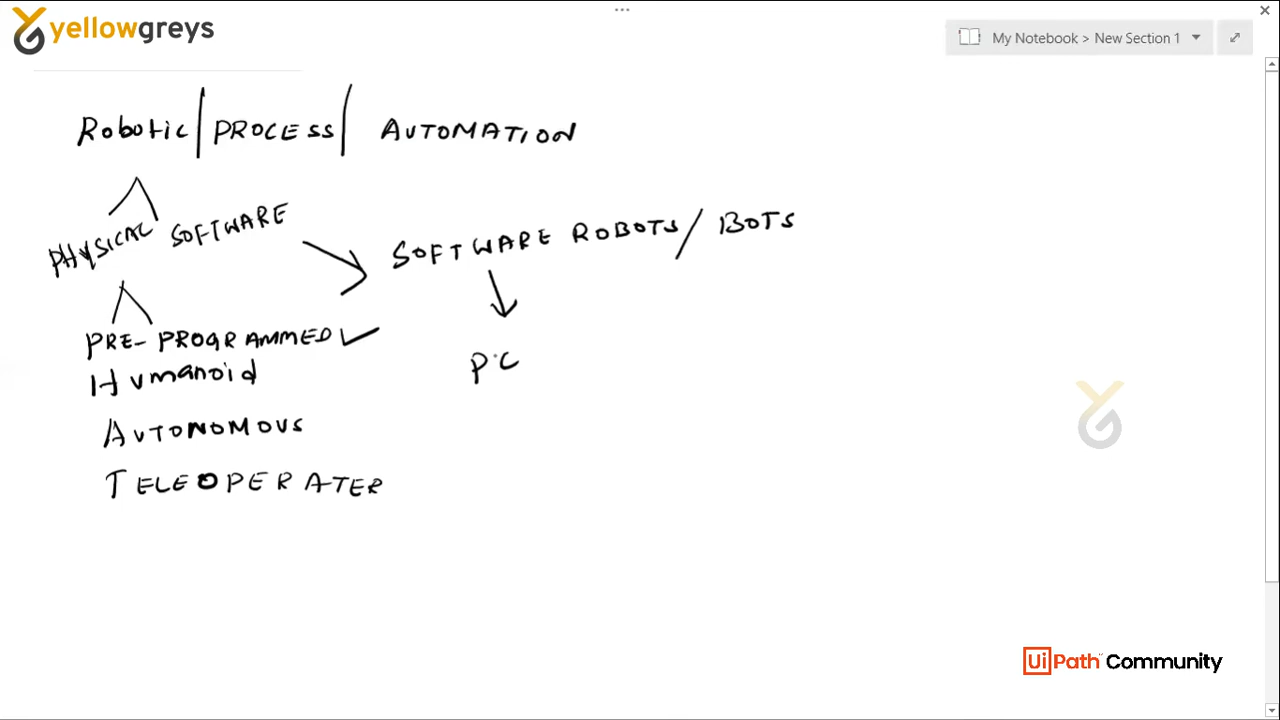 yellowgreys
My Notebook > New Section 1
Robotic/PROCESS/ AUTOMATION
PHYSICAL SOFTWARE
SOFTWARE ROBOTS/ BOTS
PRE-PROGRAMMED
PC
Humanoid
AUTONOMOUS
TELEOPERATER
UiPath Community